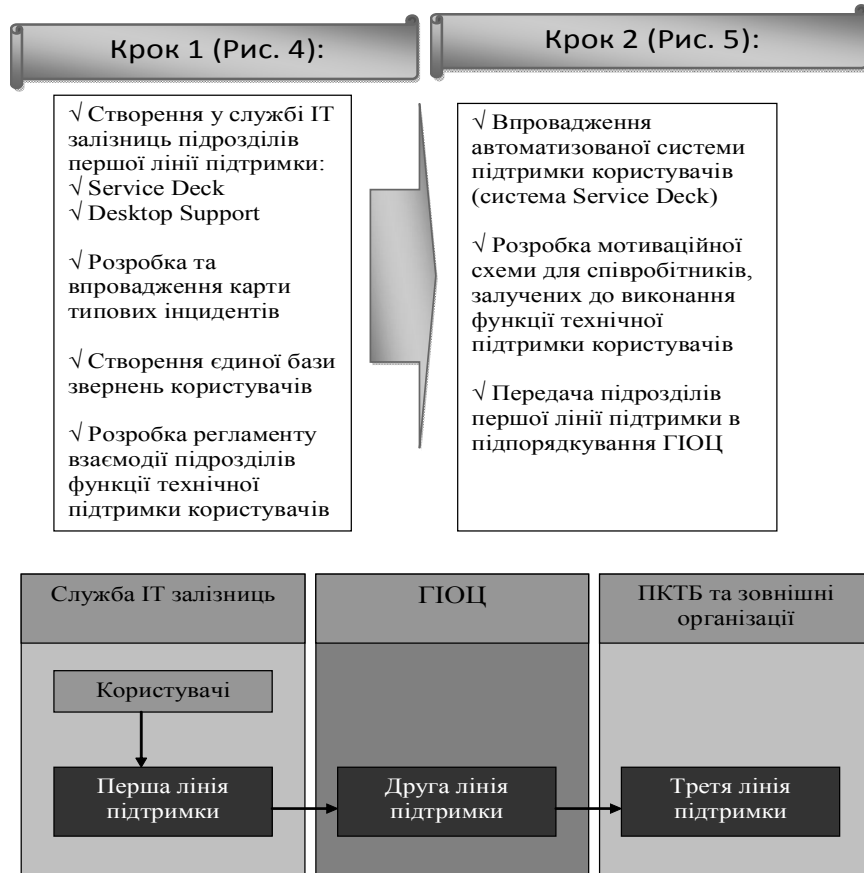 Крок 1 (Рис. 4):
√ Створення у службі ІТ
залізниць підрозділів
першої лінії підтримки:
√ Service Deck
√ Desktop Support
√ Розробка та
впровадження карти
типових інцидентів
√ Створення єдиної бази
звернень користувачів
√ Розробка регламенту
взаємодії підрозділів
функції технічної
підтримки користувачів
Крок 2 (Рис. 5):
√ Впровадження
автоматизованої системи
підтримки користувачів
(система Service Deck)
√ Розробка мотиваційної
схеми для співробітників,
залучених до виконання
функції технічної
підтримки користувачів
√ Передача підрозділів
першої лінії підтримки в
підпорядкування ГІОЦ
Служба ІТ залізниць
ГІОЦ
ПКТБ та зовнішні
організації
Користувачі
Перша лінія
підтримки
Друга лінія
підтримки
Третя лінія
підтримки